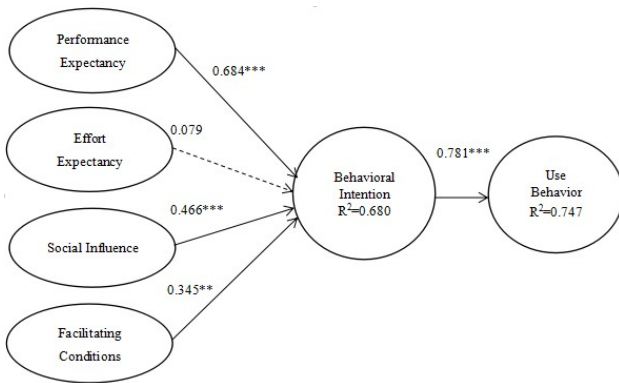 Performance
Expectancy
0.684***
Effort
Expectancy
0.079
Social Influence
0.466***
Facilitating
Conditions
0.345**
Behavioral
Intention
R²=0.680
0.781***
Use
Behavior
R²=0.747